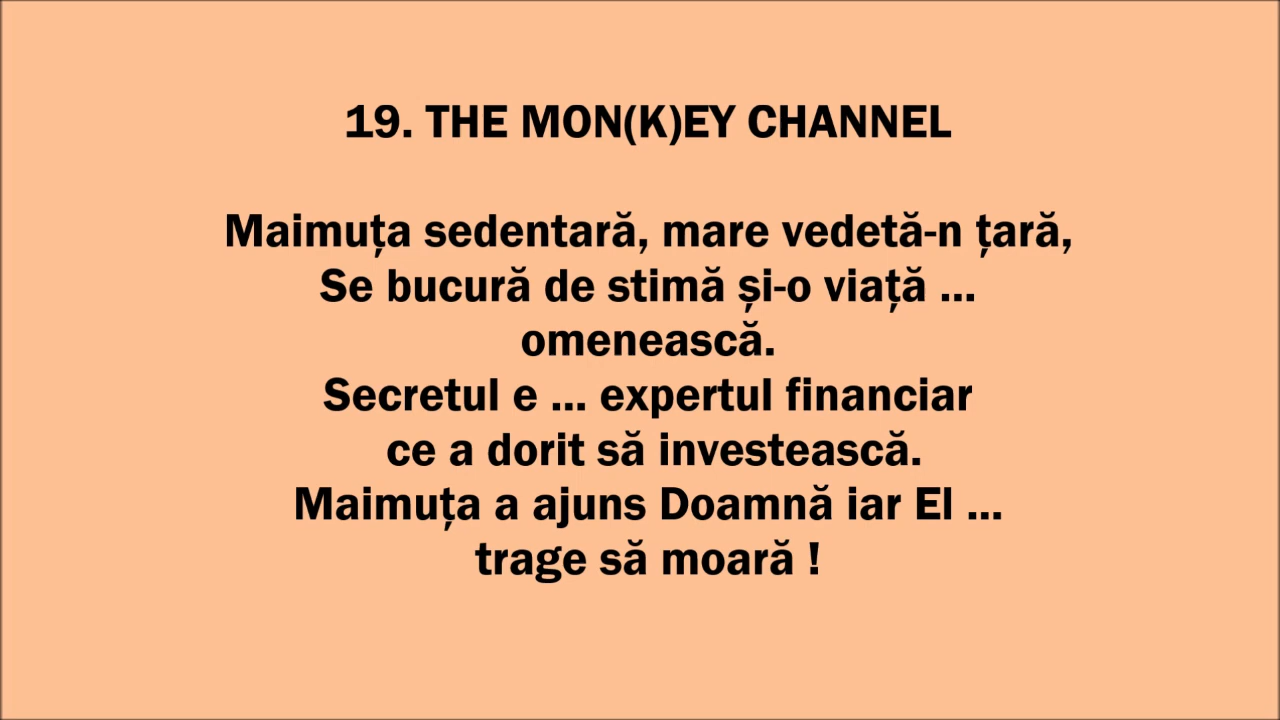 19. THE MON(K)EY CHANNEL
Maimuța sedentară, mare vedetă-n țară,
Se bucură de stimă și-o viață ...
omenească.
Secretul e ... expertul financiar
ce a dorit să investească.
Maimuța a ajuns Doamnă iar El ...
trage să moară !